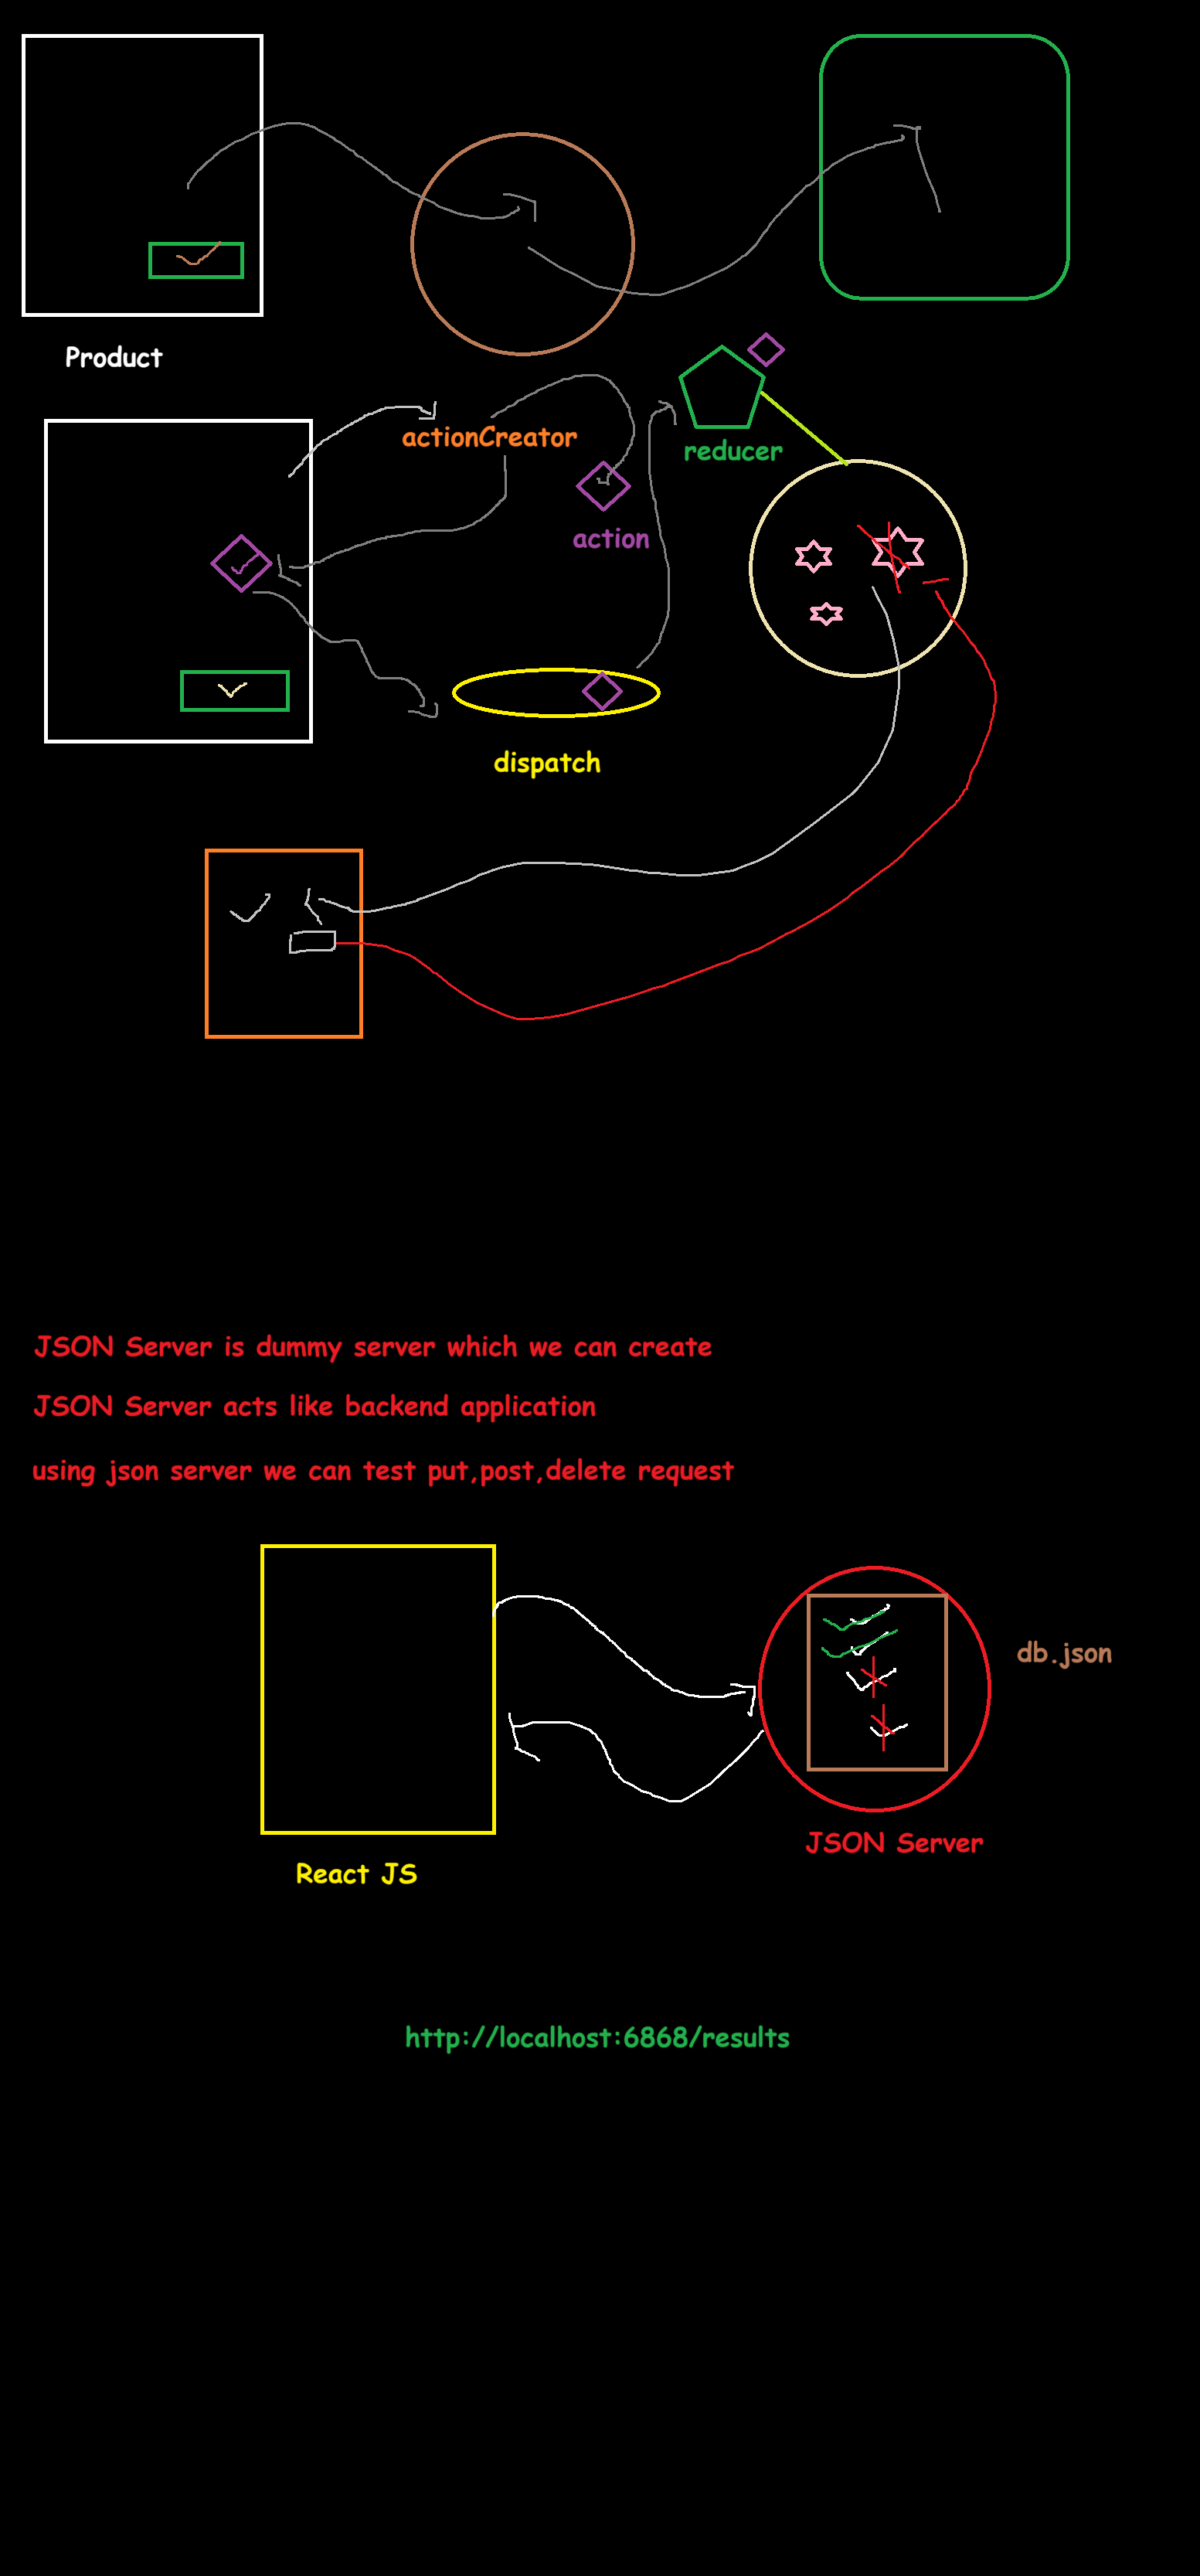 Product
actionCreator
reducer
action
dispatch
JSON Server is dummy server which we can create
JSON Server acts like backend application
using json server we can test put,post,delete request
db.json
JSON Server
React JS
http://localhost:6868/results